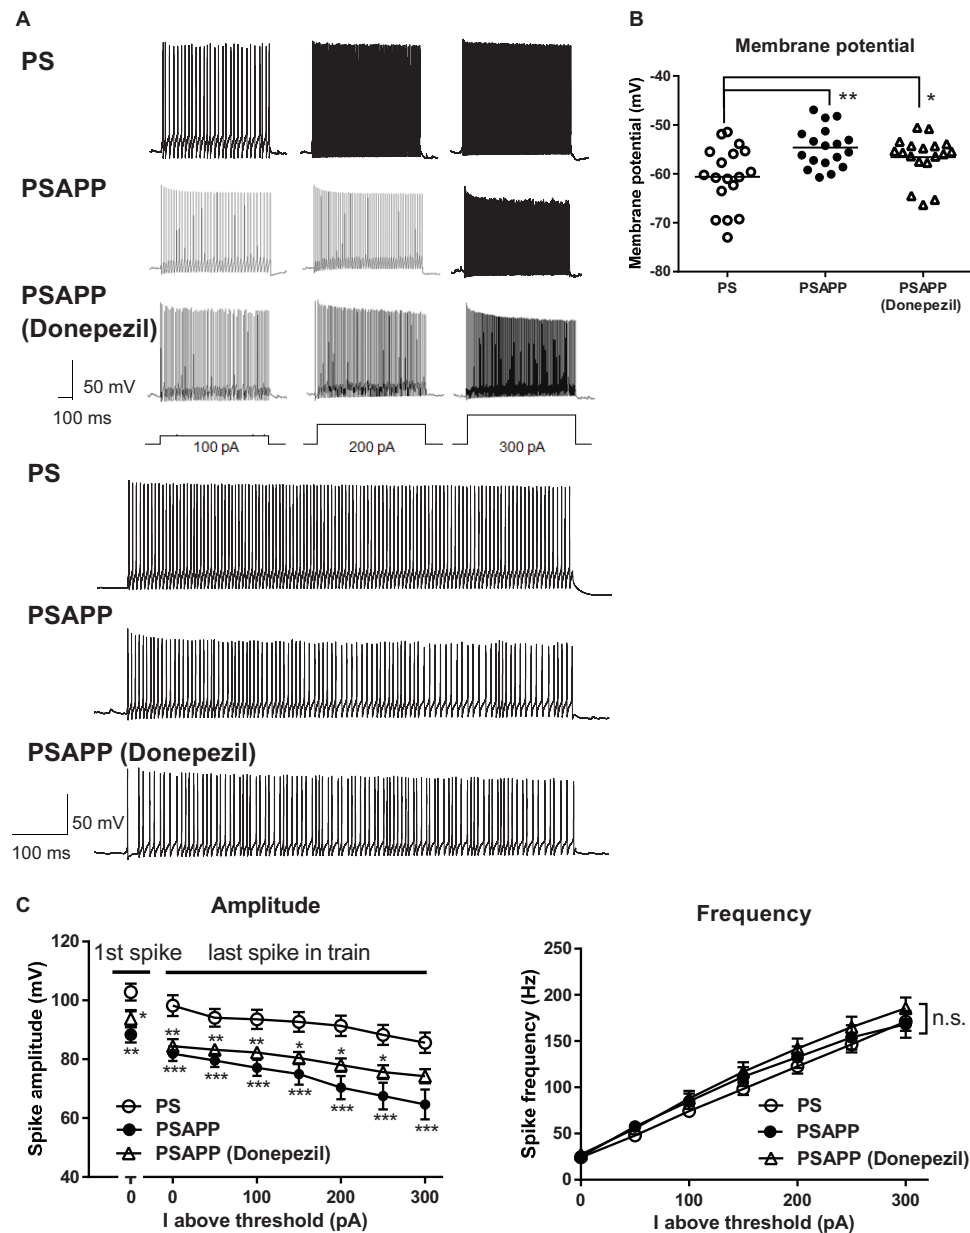 A
PS
PSAPP
PSAPP
(Donepezil)
50 mV
100 ms
100 pA
200 pA
300 pA
PS
PSAPP
PSAPP (Donepezil)
50 mV
100 ms
B
Membrane potential
Membrane potential (mV)
-40
-50
-60
-70
-80
**
*
PS
PSAPP
PSAPP
(Donepezil)
C
Amplitude
1st spike
last spike in train
Spike amplitude (mV)
120
100
80
60
40
*
**
** ** ** * * *
*** *** *** *** *** *** ***
PS
PSAPP
PSAPP (Donepezil)
0 0 100 200 300
I above threshold (pA)
Frequency
Spike frequency (Hz)
250
200
150
100
50
0
n.s.
PS
PSAPP
PSAPP (Donepezil)
0 100 200 300
I above threshold (pA)